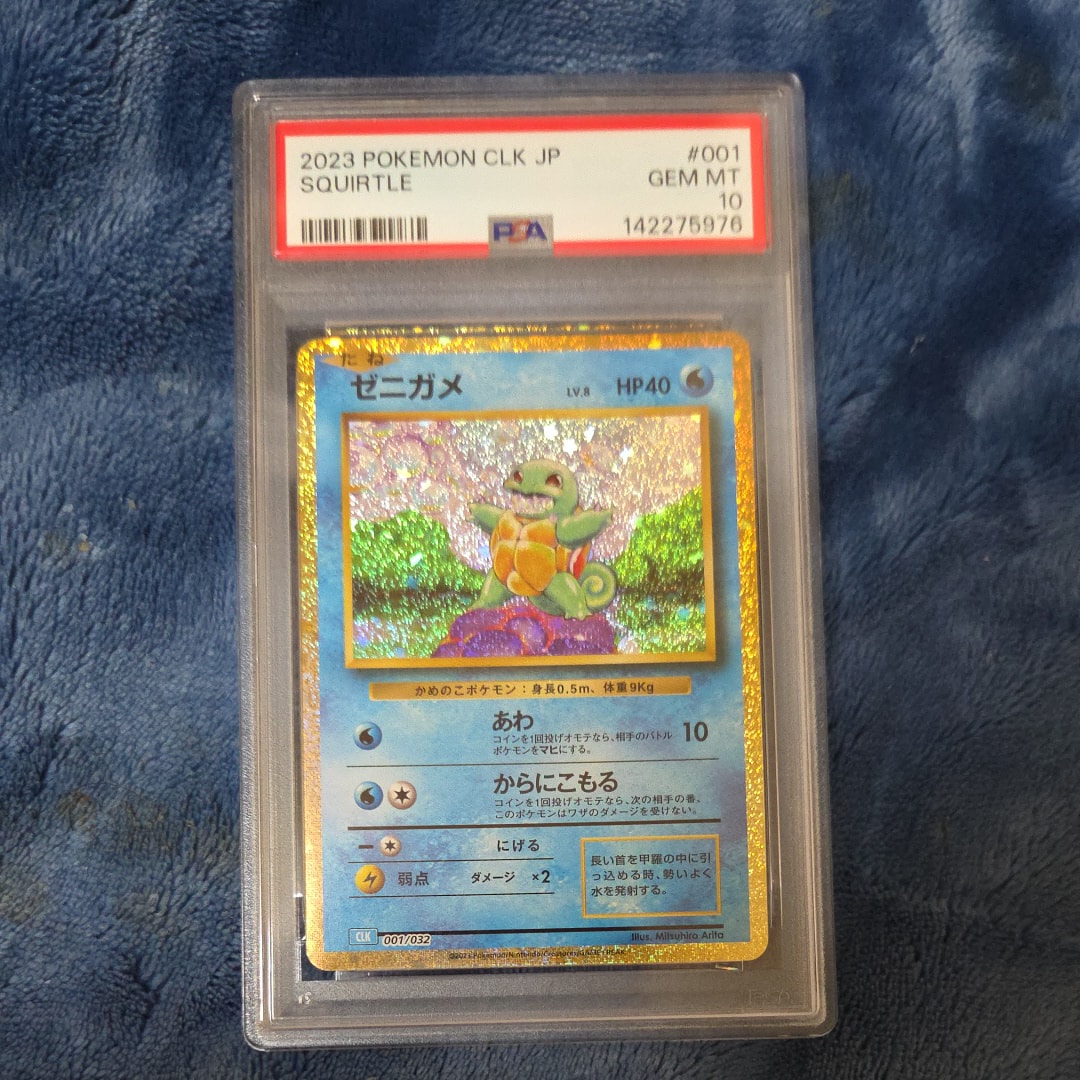 2023 POKEMON CLK JP #001
SQUIRTLE GEM MT
10
PSA 142275976
たね
ゼニガメ LV.8 HP40
かめのこポケモン：身長0.5m、体重9Kg
あわ 10
コインを1回投げオモテなら、相手のバトル
ポケモンをマヒにする。
からにこもる
コインを1回投げオモテなら、次の相手の番、
このポケモンはワザのダメージを受けない。
にげる
弱点 ダメージ ×2
長い首を甲羅の中に引
っ込める時、勢いよく
水を発射する。
CLK 001/032 Illus. Mitsuhiro Arita
©2023 Pokémon/Nintendo/Creatures/GAME FREAK